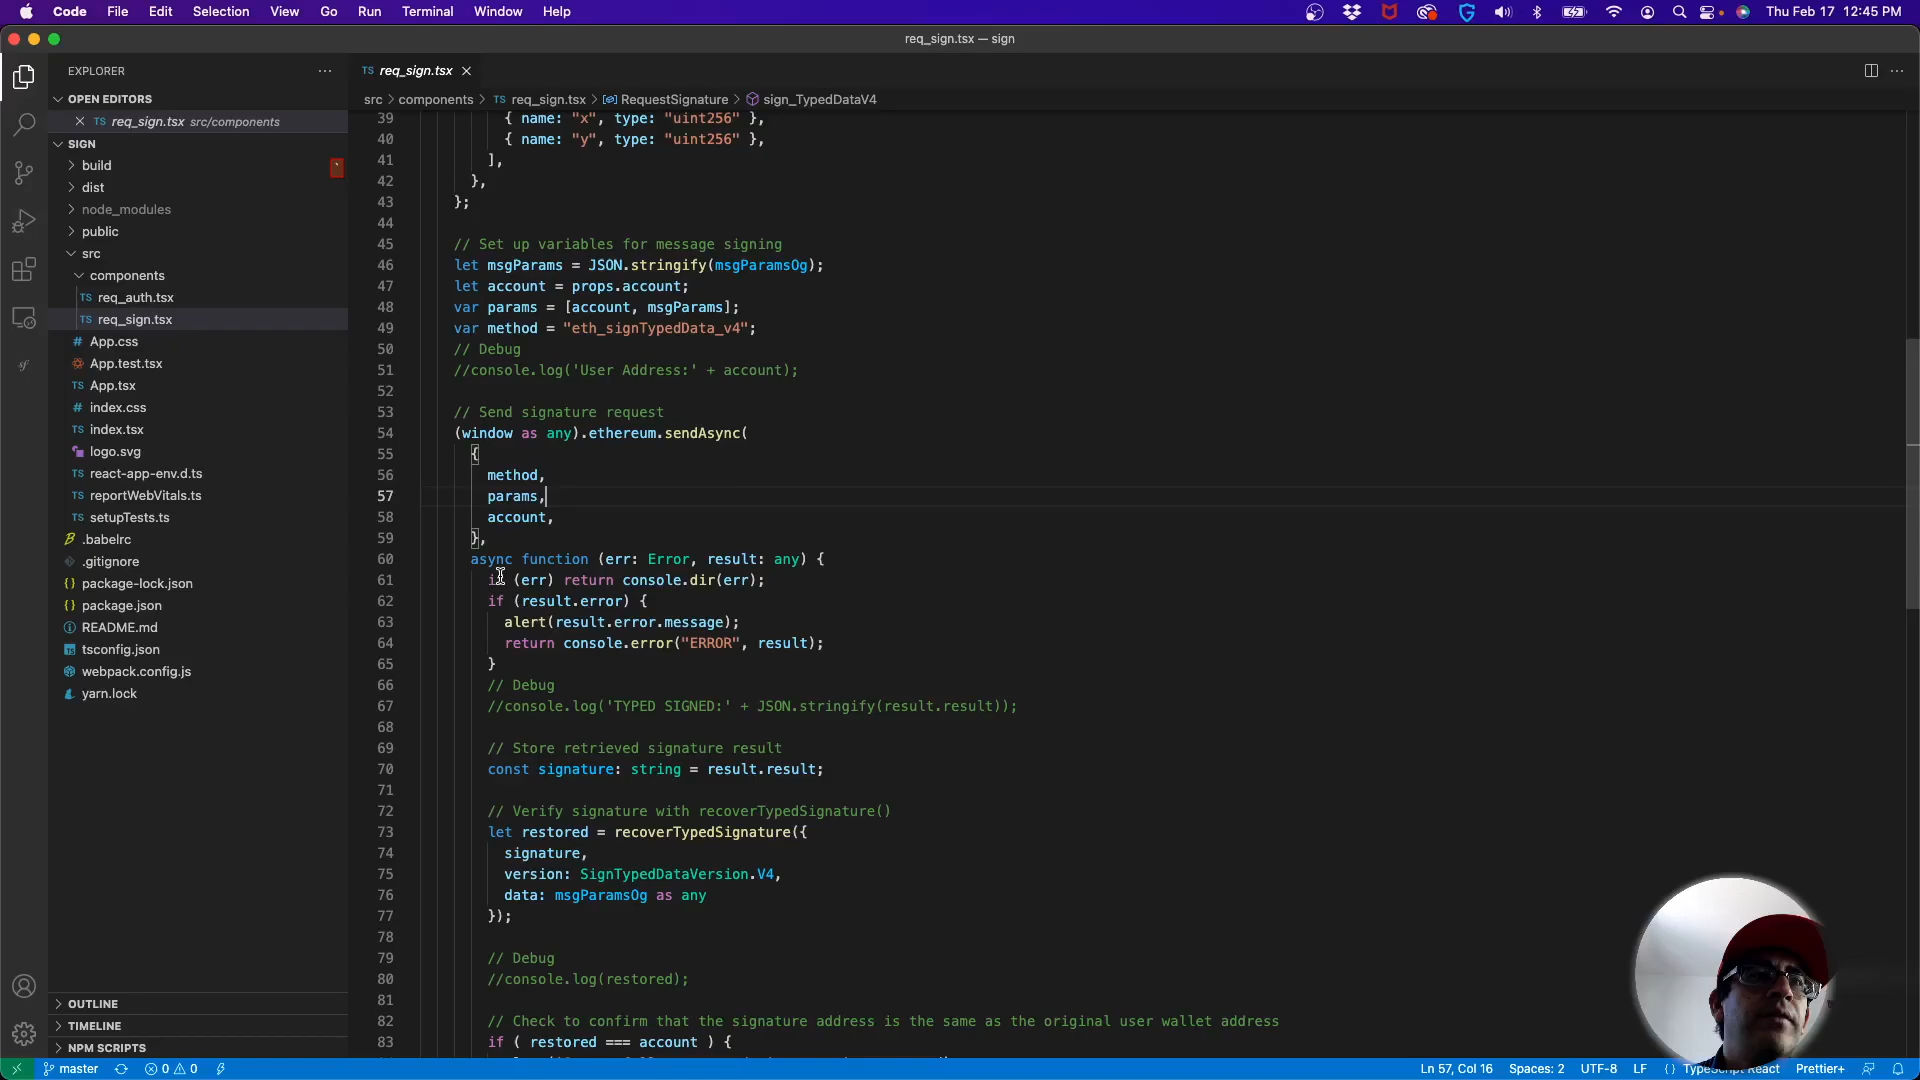 Code File Edit Selection View Go Run Terminal Window Help Thu Feb 17 12:45 PM
req_sign.tsx — sign
EXPLORER ···
TS req_sign.tsx ×
OPEN EDITORS
src > components > TS req_sign.tsx > RequestSignature > sign_TypedDataV4
× TS req_sign.tsx src/components
SIGN
build
dist
node_modules
public
src
components
TS req_auth.tsx
TS req_sign.tsx
# App.css
App.test.tsx
TS App.tsx
# index.css
TS index.tsx
logo.svg
TS react-app-env.d.ts
TS reportWebVitals.ts
TS setupTests.ts
.babelrc
.gitignore
{} package-lock.json
{} package.json
README.md
tsconfig.json
webpack.config.js
yarn.lock
OUTLINE
TIMELINE
NPM SCRIPTS
39 { name: "x", type: "uint256" },
40 { name: "y", type: "uint256" },
41 ],
42 },
43 };
44
45 // Set up variables for message signing
46 let msgParams = JSON.stringify(msgParamsOg);
47 let account = props.account;
48 var params = [account, msgParams];
49 var method = "eth_signTypedData_v4";
50 // Debug
51 //console.log('User Address:' + account);
52
53 // Send signature request
54 (window as any).ethereum.sendAsync(
55 {
56 method,
57 params,
58 account,
59 },
60 async function (err: Error, result: any) {
61 if (err) return console.dir(err);
62 if (result.error) {
63 alert(result.error.message);
64 return console.error("ERROR", result);
65 }
66 // Debug
67 //console.log('TYPED SIGNED:' + JSON.stringify(result.result));
68
69 // Store retrieved signature result
70 const signature: string = result.result;
71
72 // Verify signature with recoverTypedSignature()
73 let restored = recoverTypedSignature({
74 signature,
75 version: SignTypedDataVersion.V4,
76 data: msgParamsOg as any
77 });
78
79 // Debug
80 //console.log(restored);
81
82 // Check to confirm that the signature address is the same as the original user wallet address
83 if ( restored === account ) {
master 0 0 Ln 57, Col 16 Spaces: 2 UTF-8 LF {} TypeScript React Prettier+